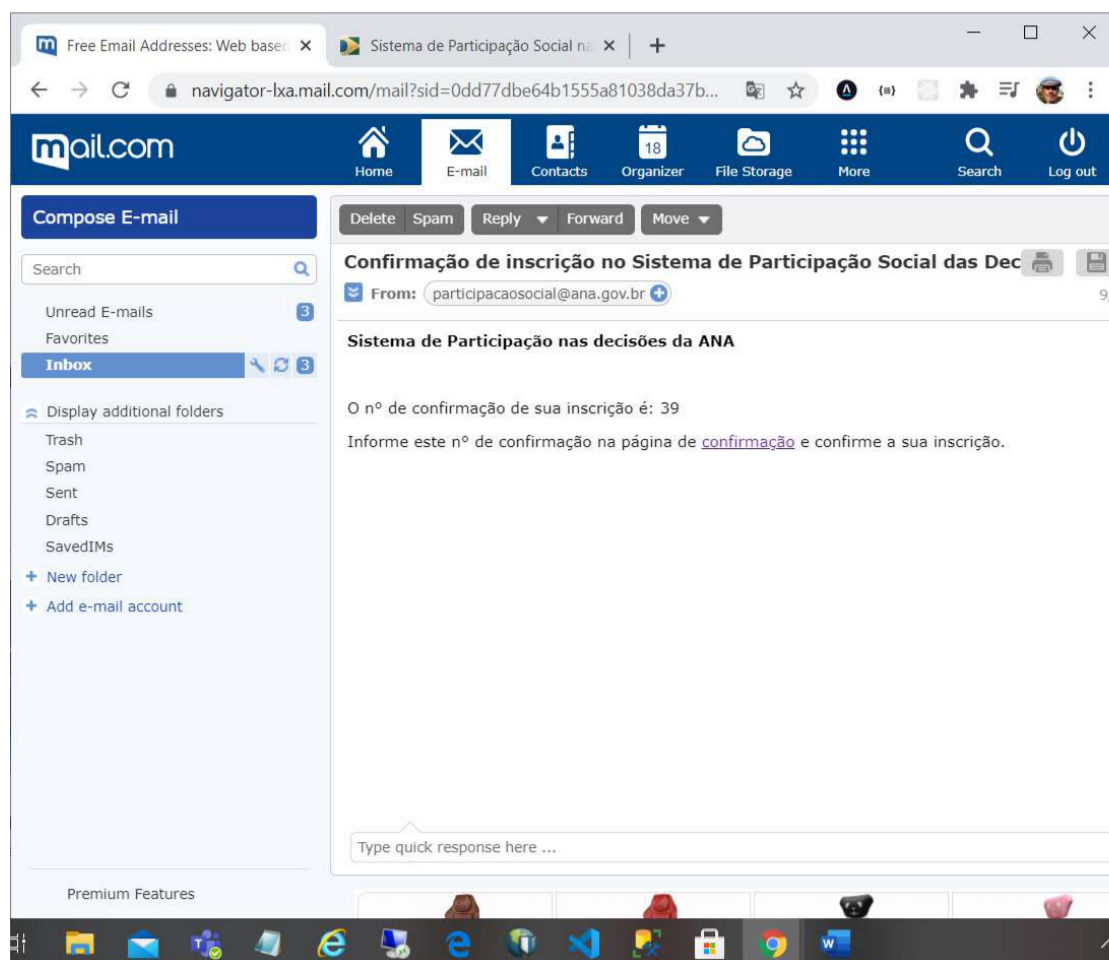 Free Email Addresses: Web based
Sistema de Participação Social na
navigator-lxa.mail.com/mail?sid=0dd77dbe64b1555a81038da37b...
mail.com
Home
E-mail
Contacts
18
Organizer
File Storage
More
Search
Log out
Compose E-mail
Delete Spam Reply Forward Move
Search
Confirmação de inscrição no Sistema de Participação Social das Dec
From: participacaosocial@ana.gov.br
9
Unread E-mails 3
Favorites
Inbox 3
Sistema de Participação nas decisões da ANA
O nº de confirmação de sua inscrição é: 39
Informe este nº de confirmação na página de confirmação e confirme a sua inscrição.
Display additional folders
Trash
Spam
Sent
Drafts
SavedIMs
+ New folder
+ Add e-mail account
Type quick response here ...
Premium Features